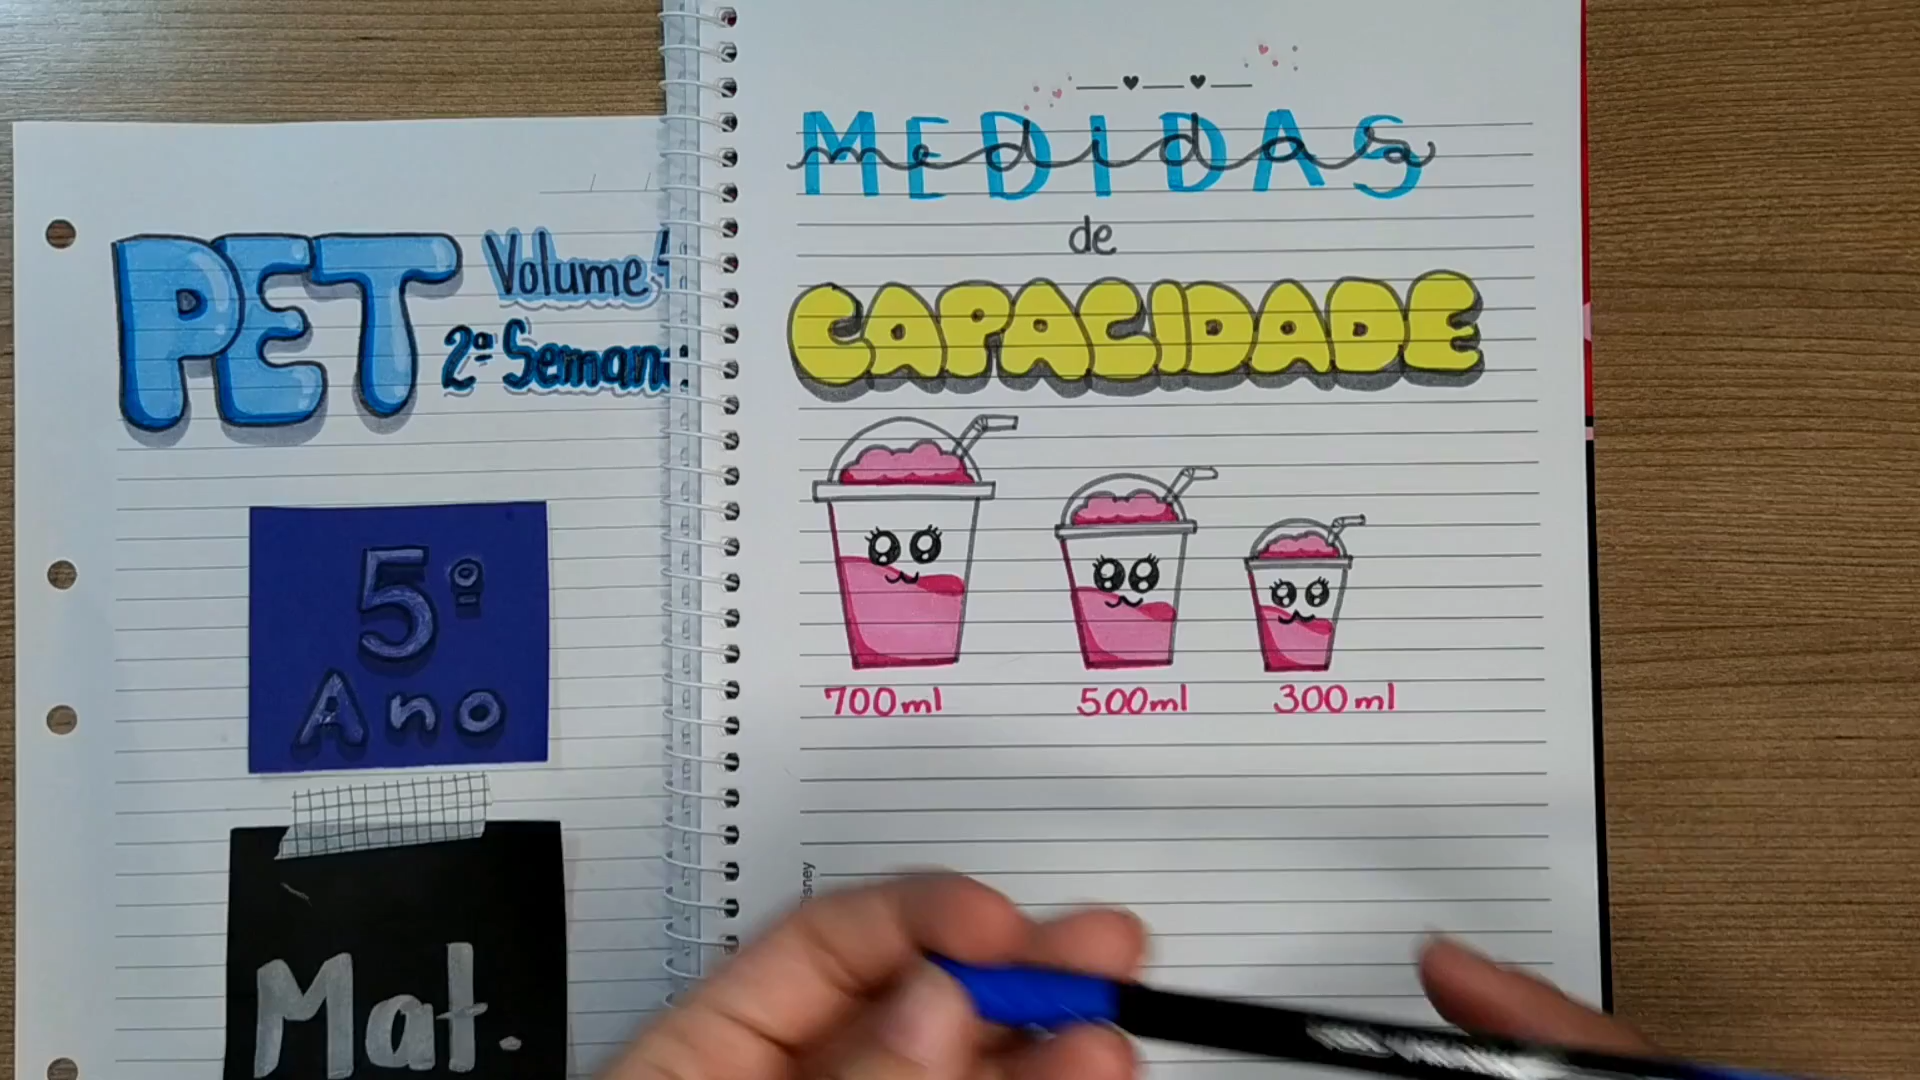 PET Volume
2ª Semana
5º
Ano
Mat.
MEDIDAS
medidas
de
CAPACIDADE
700ml 500ml 300ml